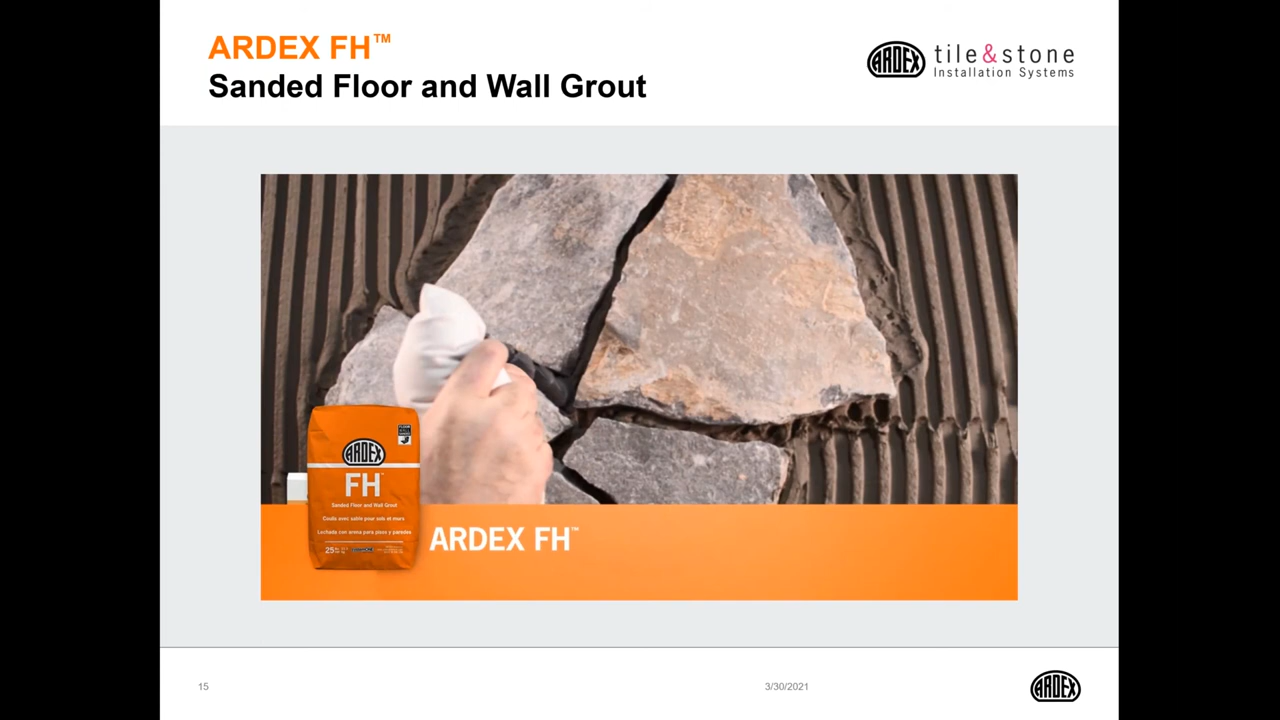 ARDEX FH™
Sanded Floor and Wall Grout
ARDEX
tile&stone
Installation Systems
ARDEX
FH™
Sanded Floor and Wall Grout
Coulis avec sable pour sols et murs
Lechada con arena para pisos y paredes
25
ARDEX FH™
15
3/30/2021
ARDEX